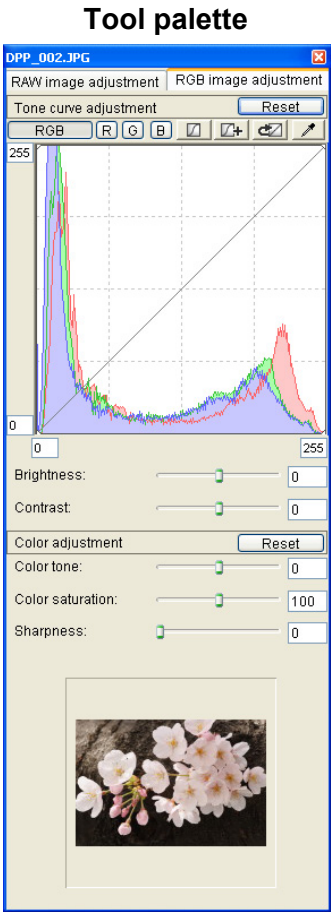 Tool palette
DPP_002.JPG
RAW image adjustment RGB image adjustment
Tone curve adjustment Reset
RGB R G B
255
0
0 255
Brightness: 0
Contrast: 0
Color adjustment Reset
Color tone: 0
Color saturation: 100
Sharpness: 0